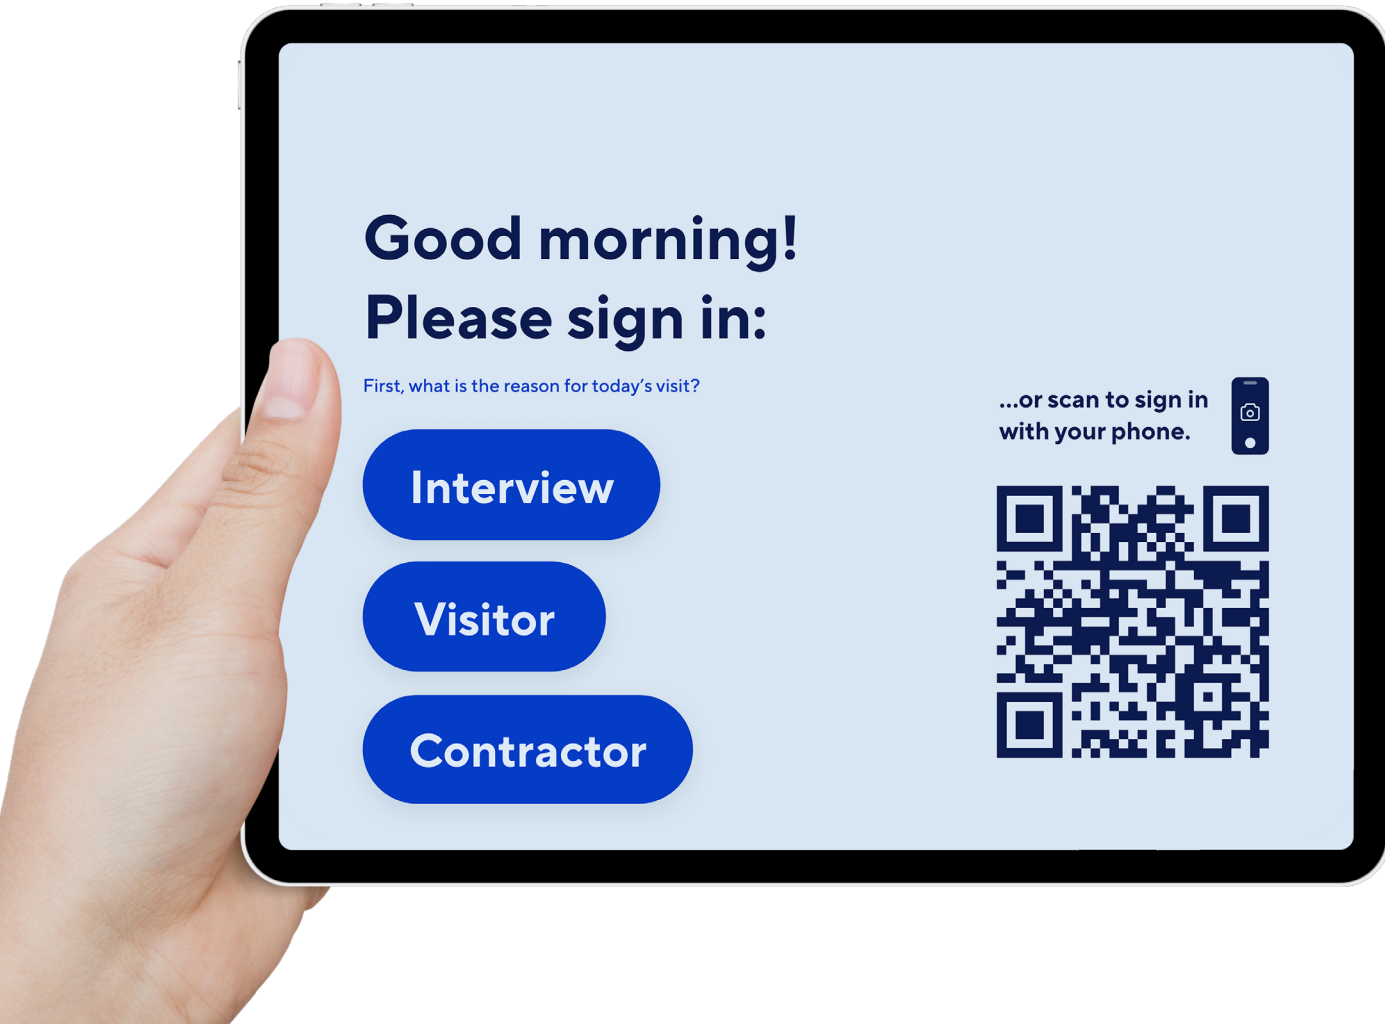 Good morning!
Please sign in:
First, what is the reason for today's visit?
Interview
Visitor
Contractor
...or scan to sign in
with your phone.